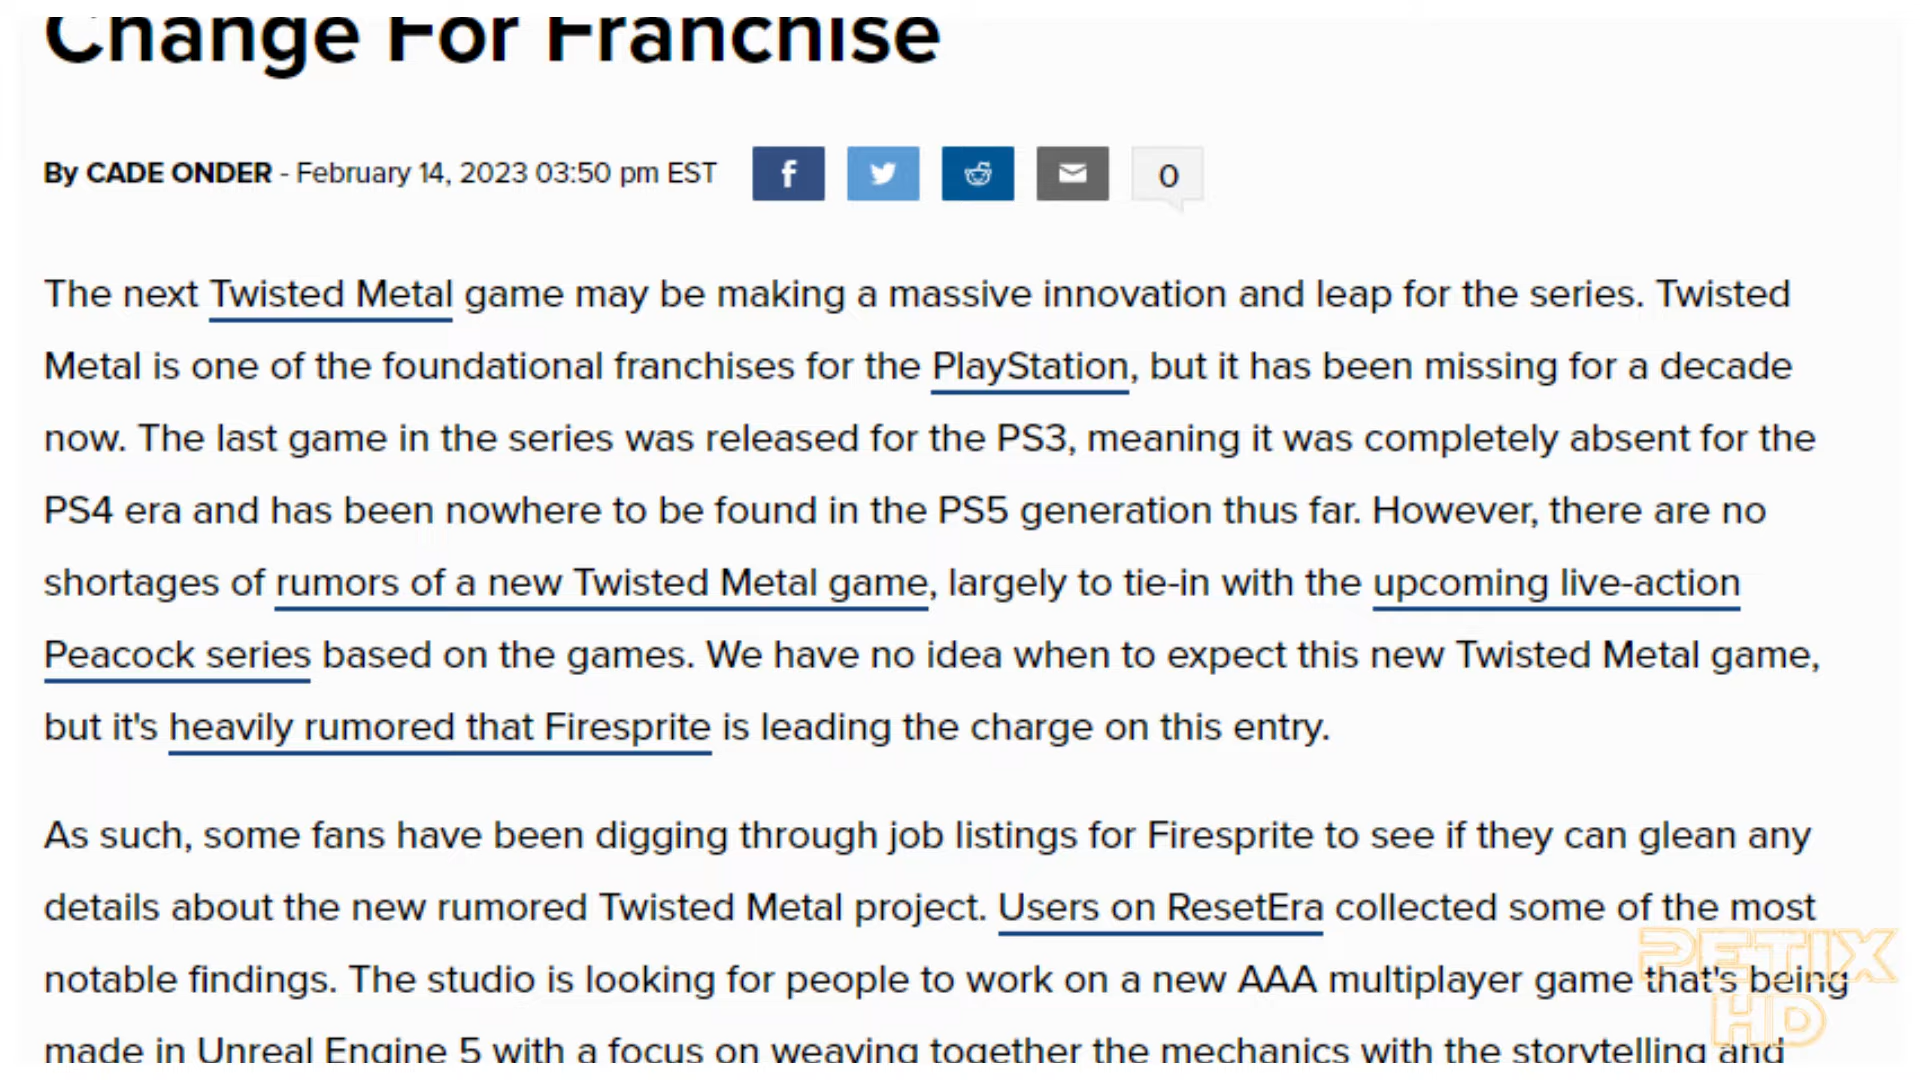 Change For Franchise
By CADE ONDER - February 14, 2023 03:50 pm EST
f
0
The next Twisted Metal game may be making a massive innovation and leap for the series. Twisted
Metal is one of the foundational franchises for the PlayStation, but it has been missing for a decade
now. The last game in the series was released for the PS3, meaning it was completely absent for the
PS4 era and has been nowhere to be found in the PS5 generation thus far. However, there are no
shortages of rumors of a new Twisted Metal game, largely to tie-in with the upcoming live-action
Peacock series based on the games. We have no idea when to expect this new Twisted Metal game,
but it's heavily rumored that Firesprite is leading the charge on this entry.
As such, some fans have been digging through job listings for Firesprite to see if they can glean any
details about the new rumored Twisted Metal project. Users on ResetEra collected some of the most
notable findings. The studio is looking for people to work on a new AAA multiplayer game that's being
made in Unreal Engine 5 with a focus on weaving together the mechanics with the storytelling and
PETIX
HD